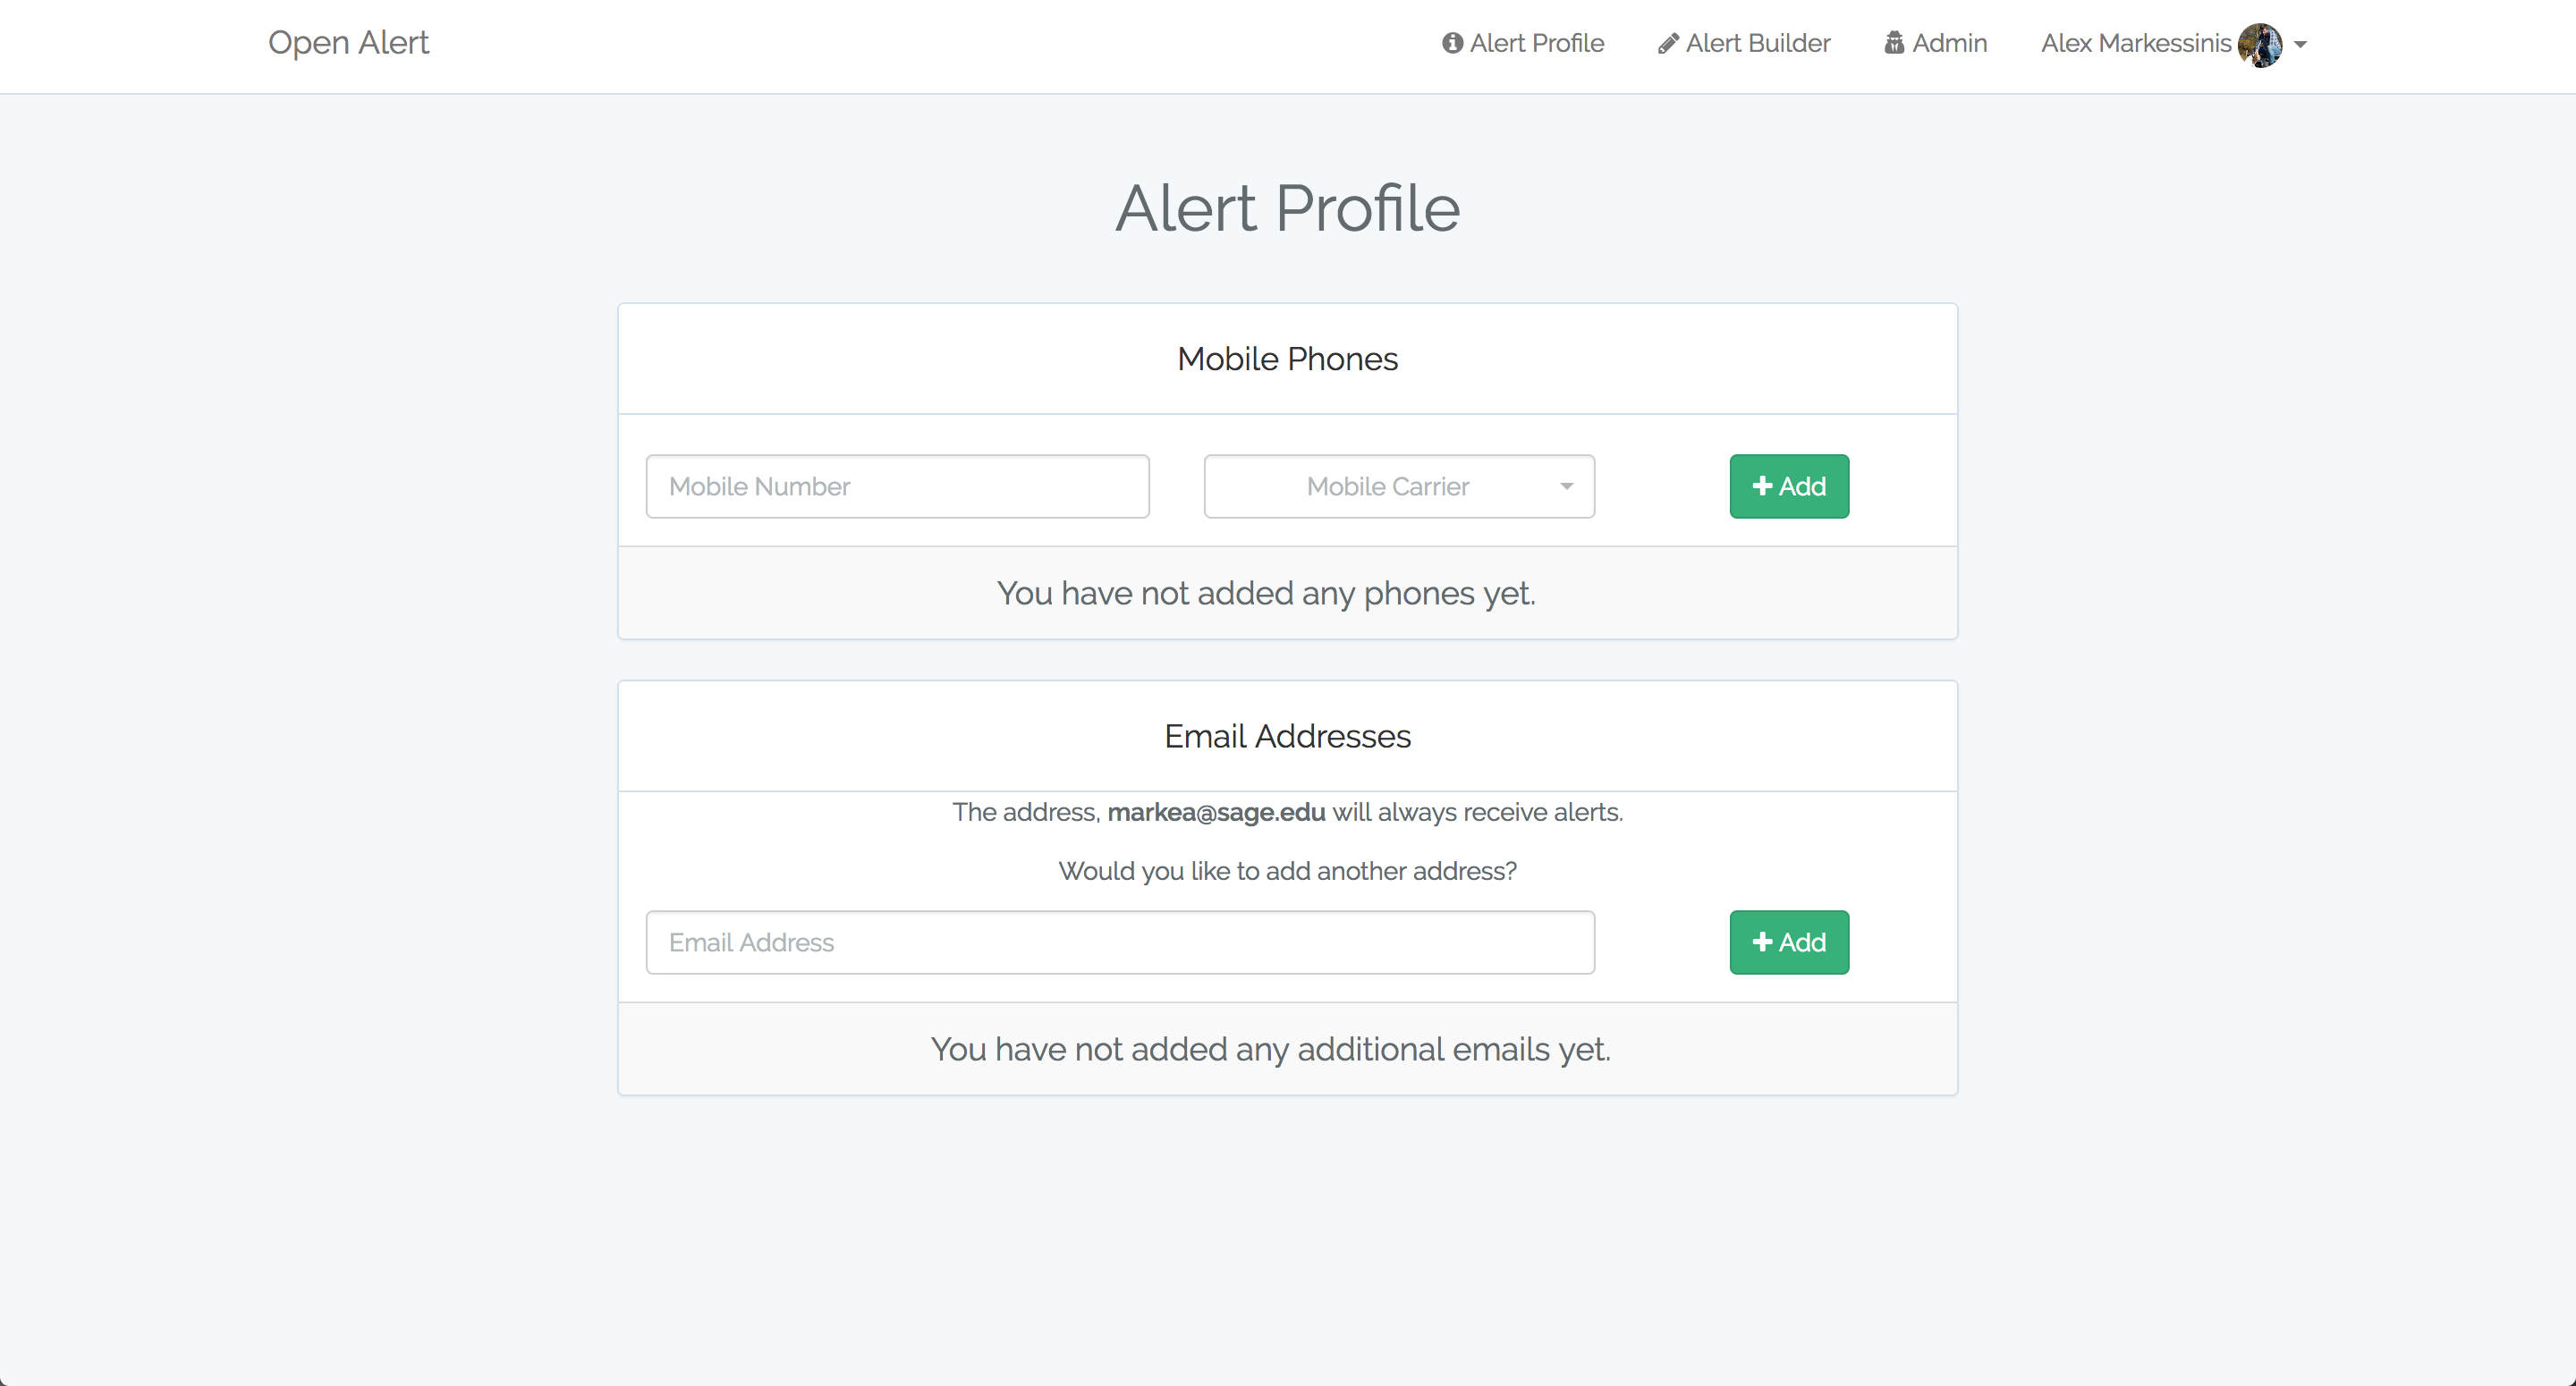 Open Alert
Alert Profile Alert Builder Admin Alex Markessinis
Alert Profile
Mobile Phones
Mobile Number Mobile Carrier + Add
You have not added any phones yet.
Email Addresses
The address, markea@sage.edu will always receive alerts.
Would you like to add another address?
Email Address + Add
You have not added any additional emails yet.